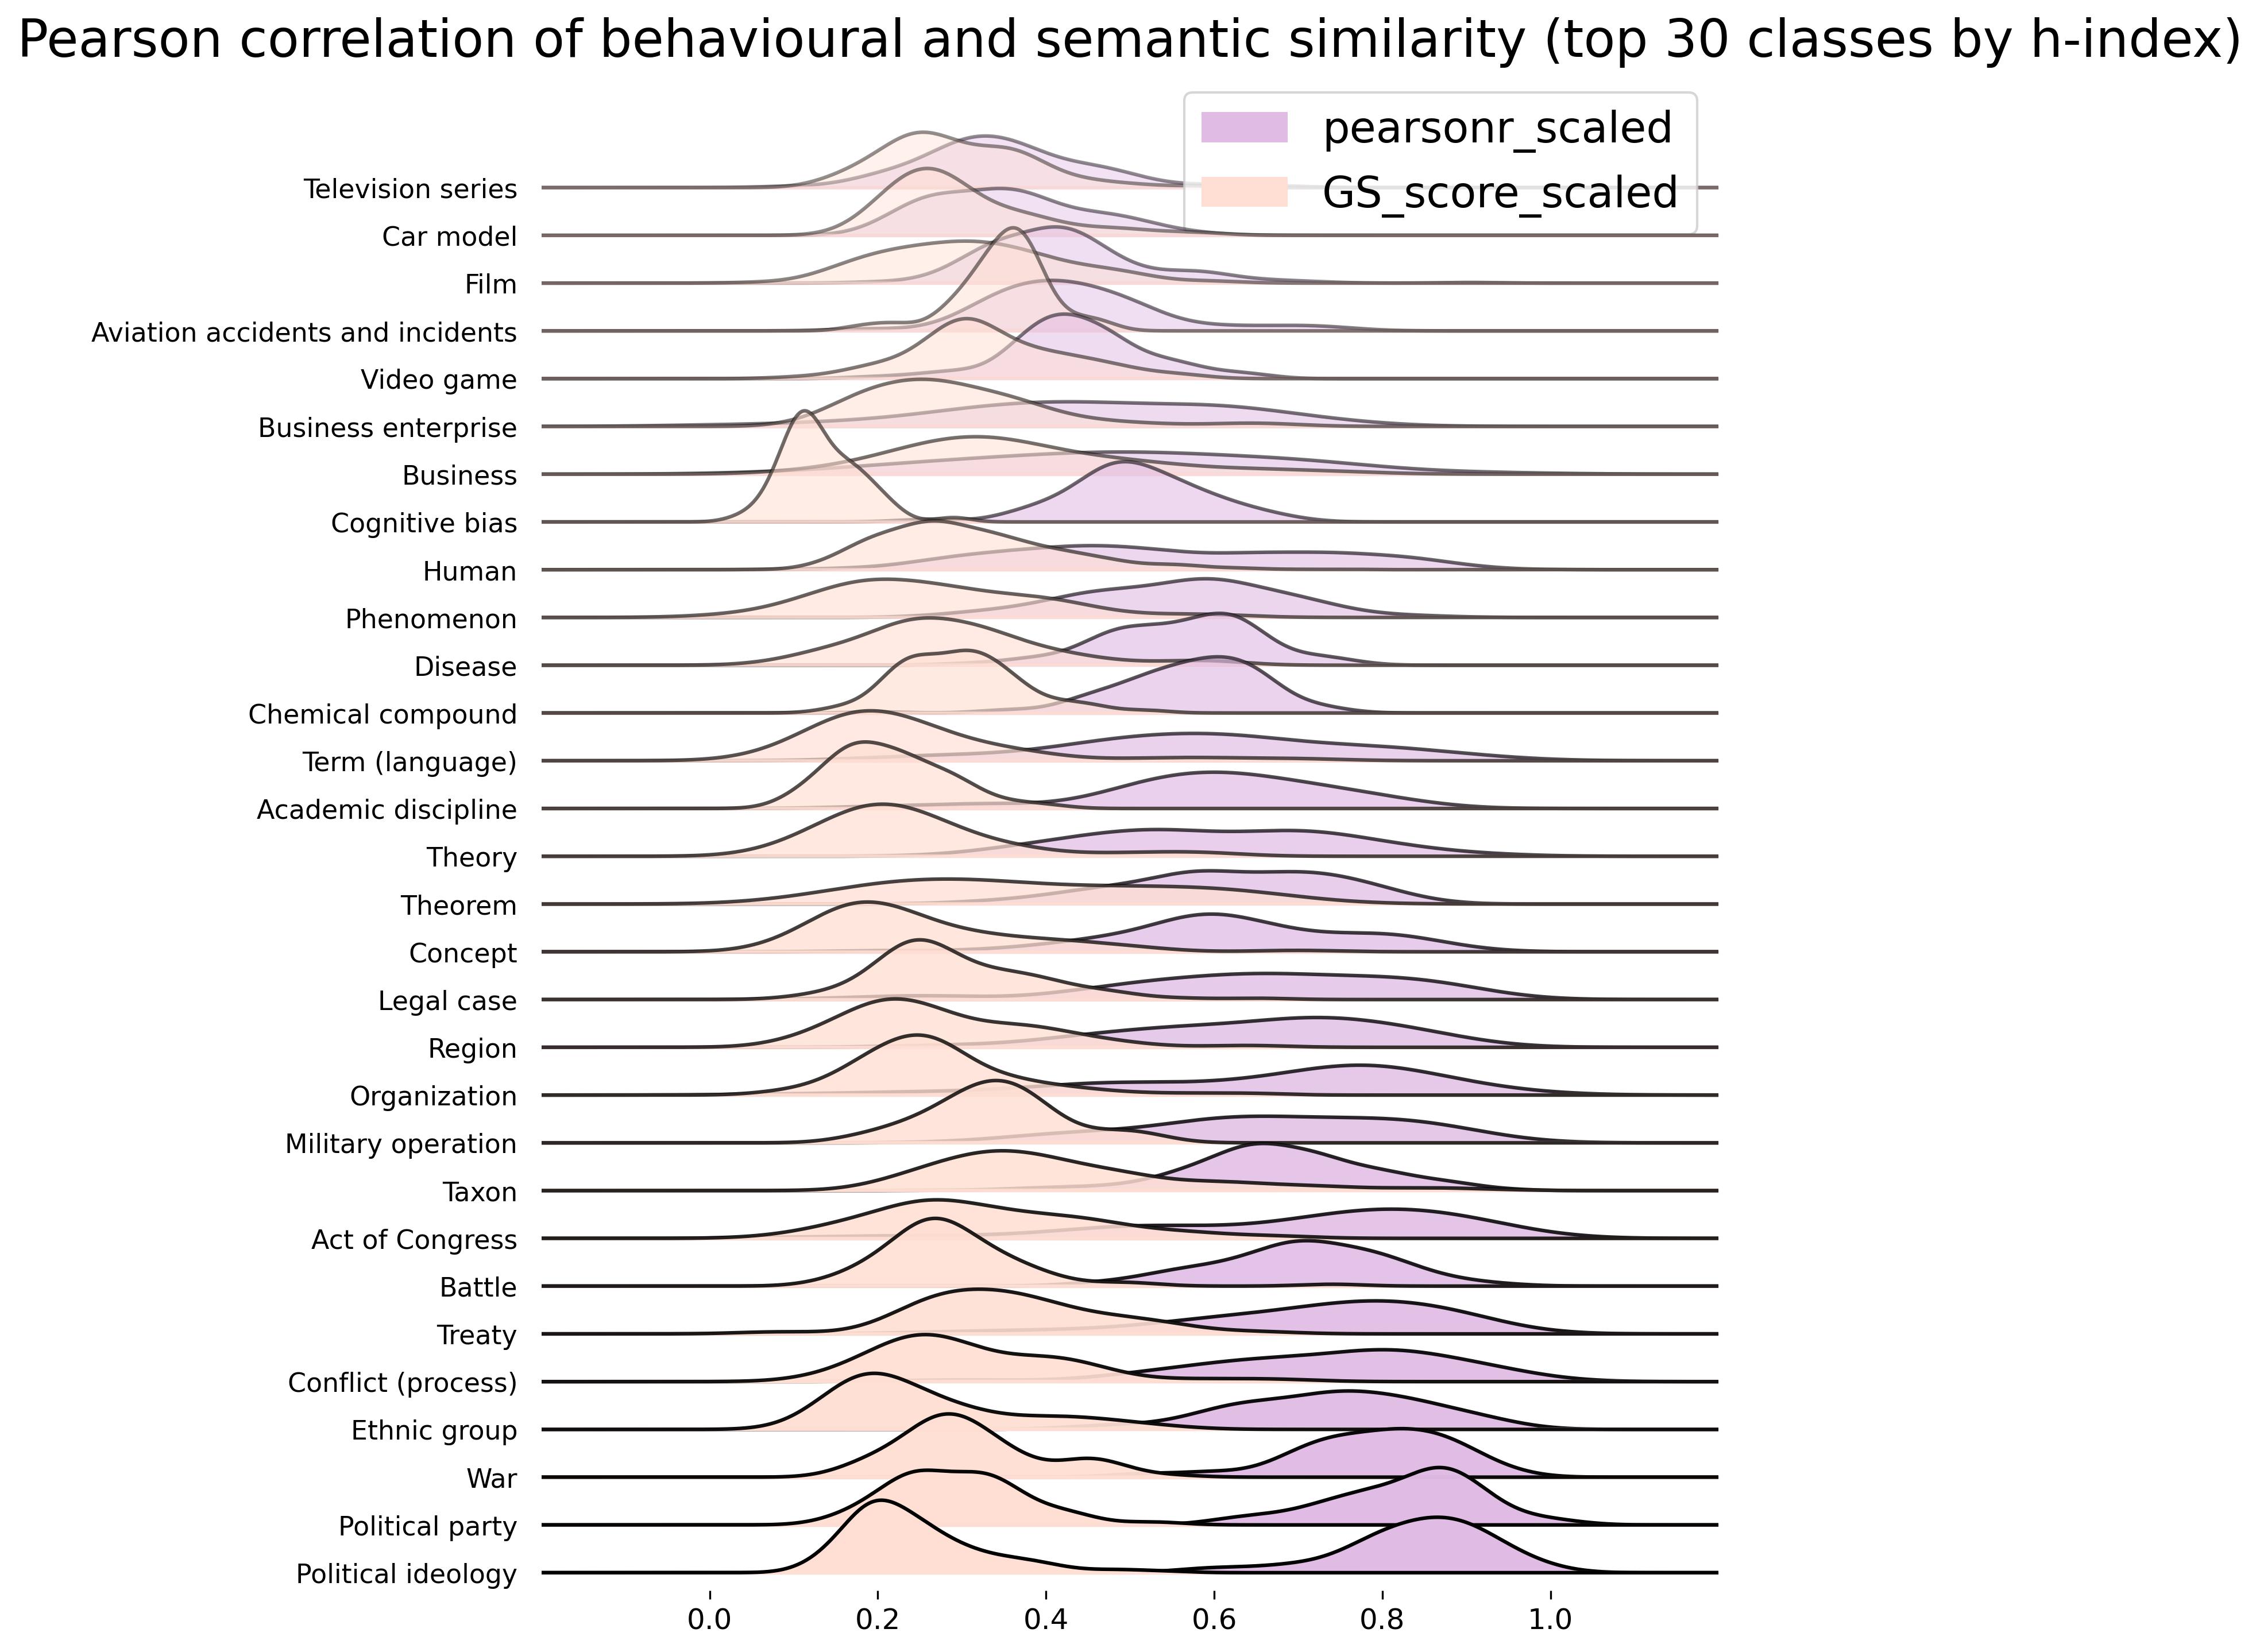 Pearson correlation of behavioural and semantic similarity (top 30 classes by h-index)
pearsonr_scaled
GS_score_scaled
Television series
Car model
Film
Aviation accidents and incidents
Video game
Business enterprise
Business
Cognitive bias
Human
Phenomenon
Disease
Chemical compound
Term (language)
Academic discipline
Theory
Theorem
Concept
Legal case
Region
Organization
Military operation
Taxon
Act of Congress
Battle
Treaty
Conflict (process)
Ethnic group
War
Political party
Political ideology
0.0 0.2 0.4 0.6 0.8 1.0